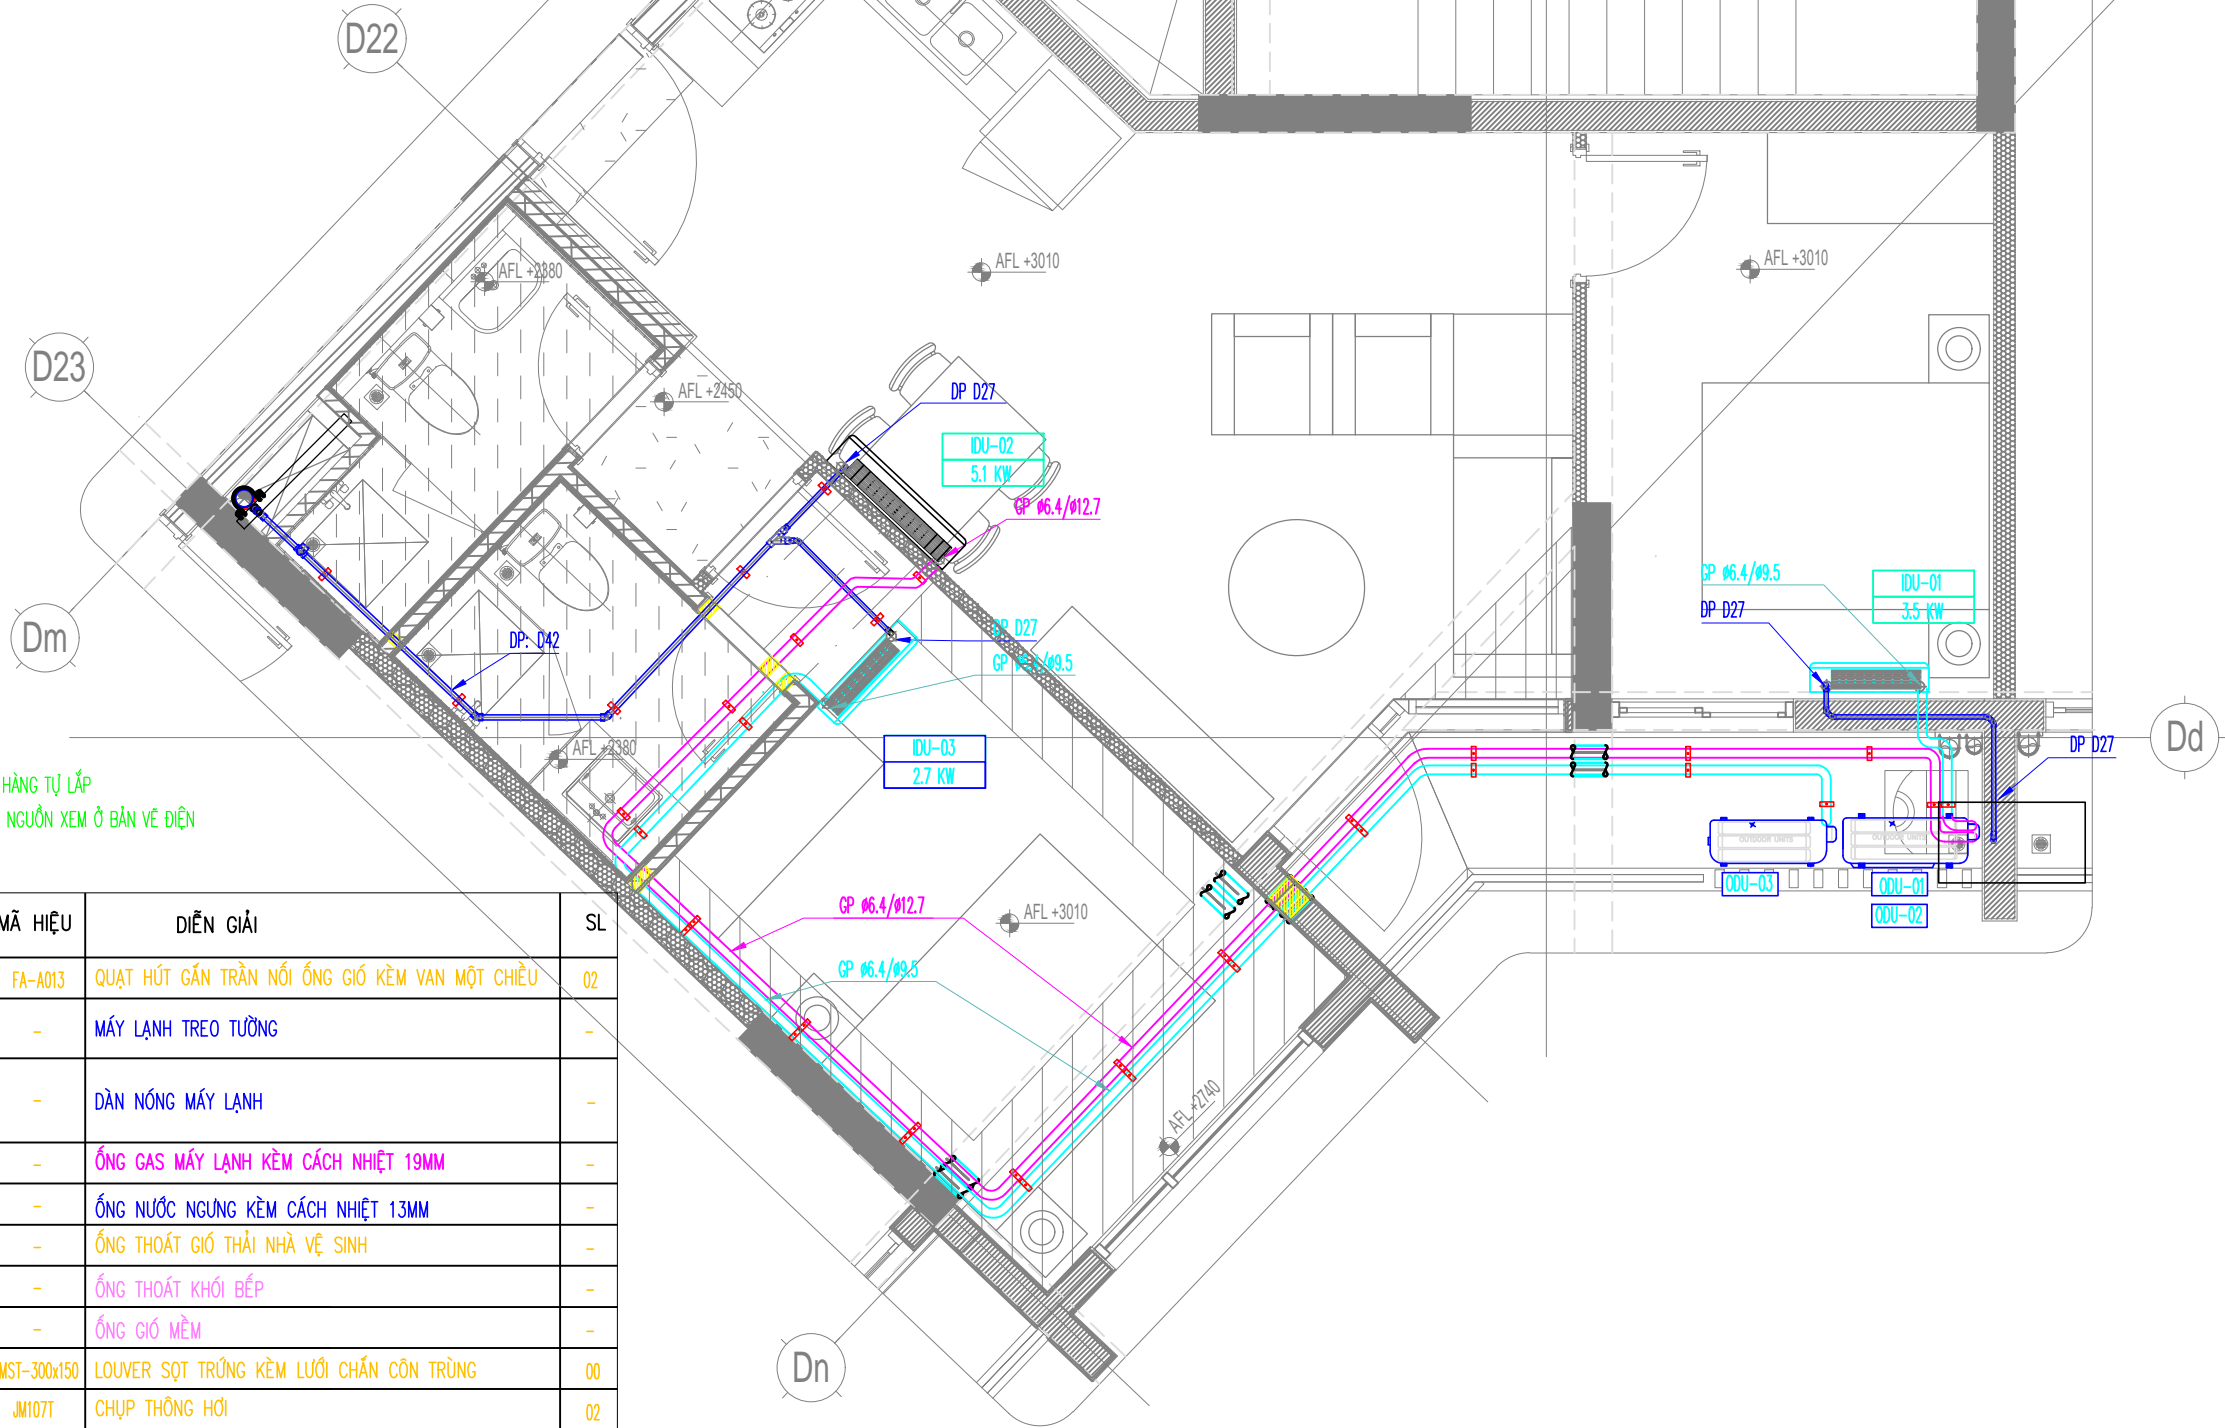 D22
AFL +2380
AFL +3010
AFL +3010
D23
AFL +2450
DP D27
IDU-02
5.1 KW
GP ø6.4/ø12.7
GP ø6.4/ø9.5
IDU-01
3.5 KW
DP D27
Dm
DP: D42
DP D27
GP ø6.4/ø9.5
AFL +2380
IDU-03
2.7 KW
DP D27
Dd
HÀNG TỰ LẮP
NGUỒN XEM Ở BẢN VẼ ĐIỆN
OUTDOOR UNITS
OUTDOOR UNITS
ODU-03
ODU-01
ODU-02
GP ø6.4/ø12.7
AFL +3010
GP ø6.4/ø9.5
AFL +2740
Dn
MÃ HIỆU DIỄN GIẢI SL
FA-A013 QUẠT HÚT GẮN TRẦN NỐI ỐNG GIÓ KÈM VAN MỘT CHIỀU 02
- MÁY LẠNH TREO TƯỜNG -
- DÀN NÓNG MÁY LẠNH -
- ỐNG GAS MÁY LẠNH KÈM CÁCH NHIỆT 19MM -
- ỐNG NƯỚC NGƯNG KÈM CÁCH NHIỆT 13MM -
- ỐNG THOÁT GIÓ THẢI NHÀ VỆ SINH -
- ỐNG THOÁT KHÓI BẾP -
- ỐNG GIÓ MỀM -
MST-300x150 LOUVER SỌT TRỨNG KÈM LƯỚI CHẮN CÔN TRÙNG 00
JM107T CHỤP THÔNG HƠI 02